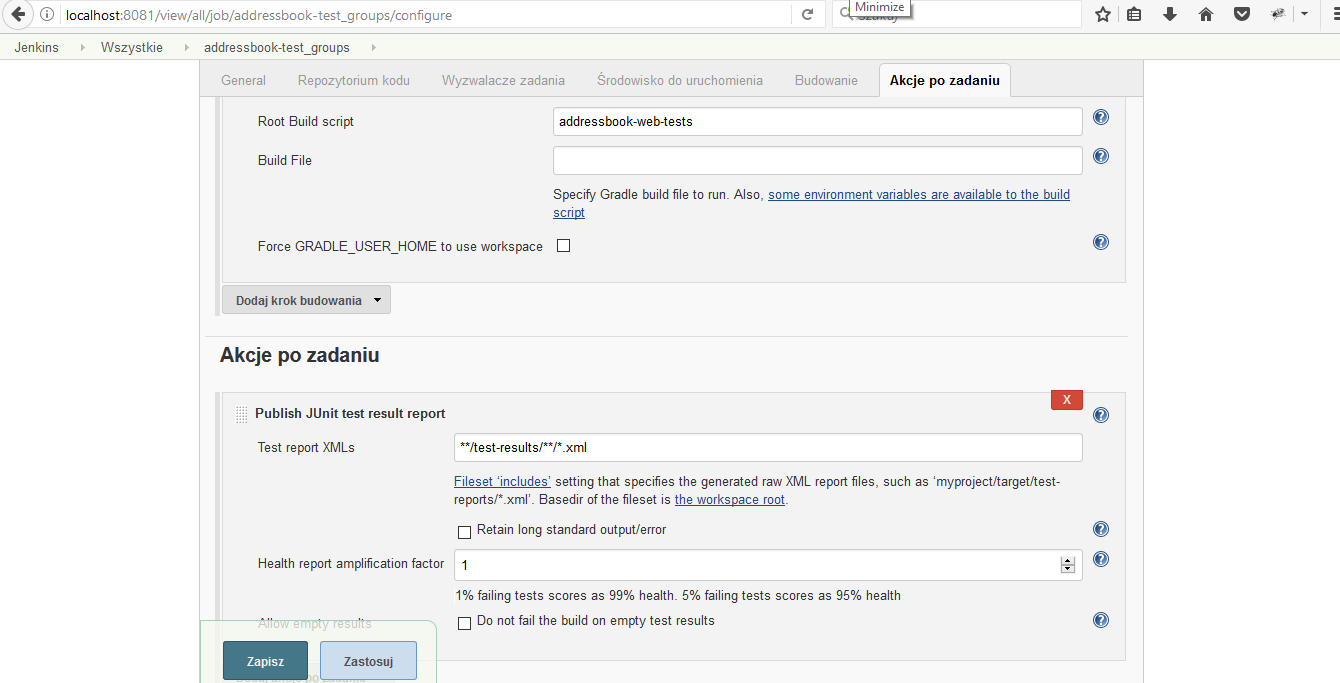 Minimize
localhost:8081/view/all/job/addressbook-test_groups/configure
Szukaj
Jenkins Wszystkie addressbook-test_groups
General Repozytorium kodu Wyzwalacze zadania Środowisko do uruchomienia Budowanie Akcje po zadaniu
Root Build script addressbook-web-tests
Build File
Specify Gradle build file to run. Also, some environment variables are available to the build
script
Force GRADLE_USER_HOME to use workspace
Dodaj krok budowania
Akcje po zadaniu
X
Publish JUnit test result report
Test report XMLs **/test-results/**/*.xml
Fileset ‘includes’ setting that specifies the generated raw XML report files, such as ‘myproject/target/test-
reports/*.xml’. Basedir of the fileset is the workspace root.
Retain long standard output/error
Health report amplification factor 1
1% failing tests scores as 99% health. 5% failing tests scores as 95% health
Allow empty results Do not fail the build on empty test results
Zapisz Zastosuj